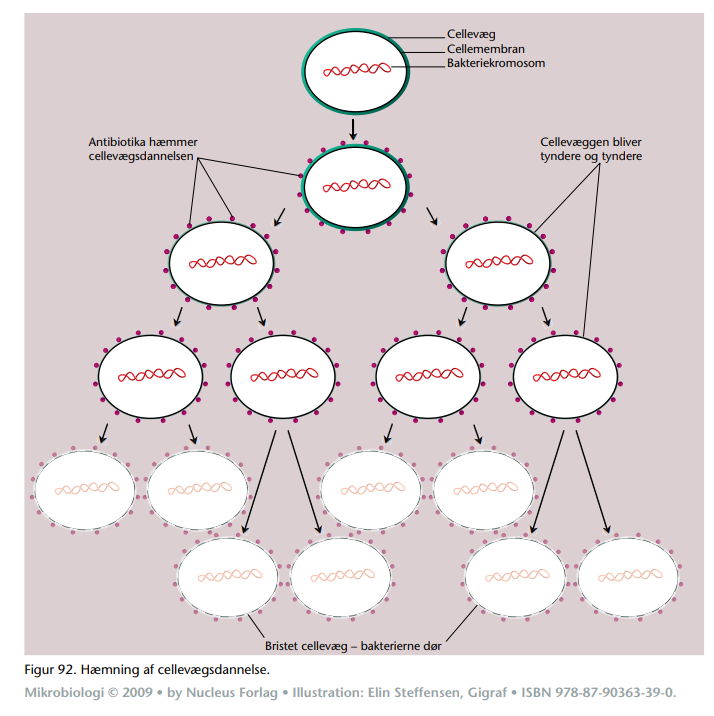 Cellevæg
Cellemembran
Bakteriekromosom
Antibiotika hæmmer
cellevægsdannelsen
Cellevæggen bliver
tyndere og tyndere
Bristet cellevæg – bakterierne dør
Figur 92. Hæmning af cellevægsdannelse.
Mikrobiologi © 2009 • by Nucleus Forlag • Illustration: Elin Steffensen, Gigraf • ISBN 978-87-90363-39-0.